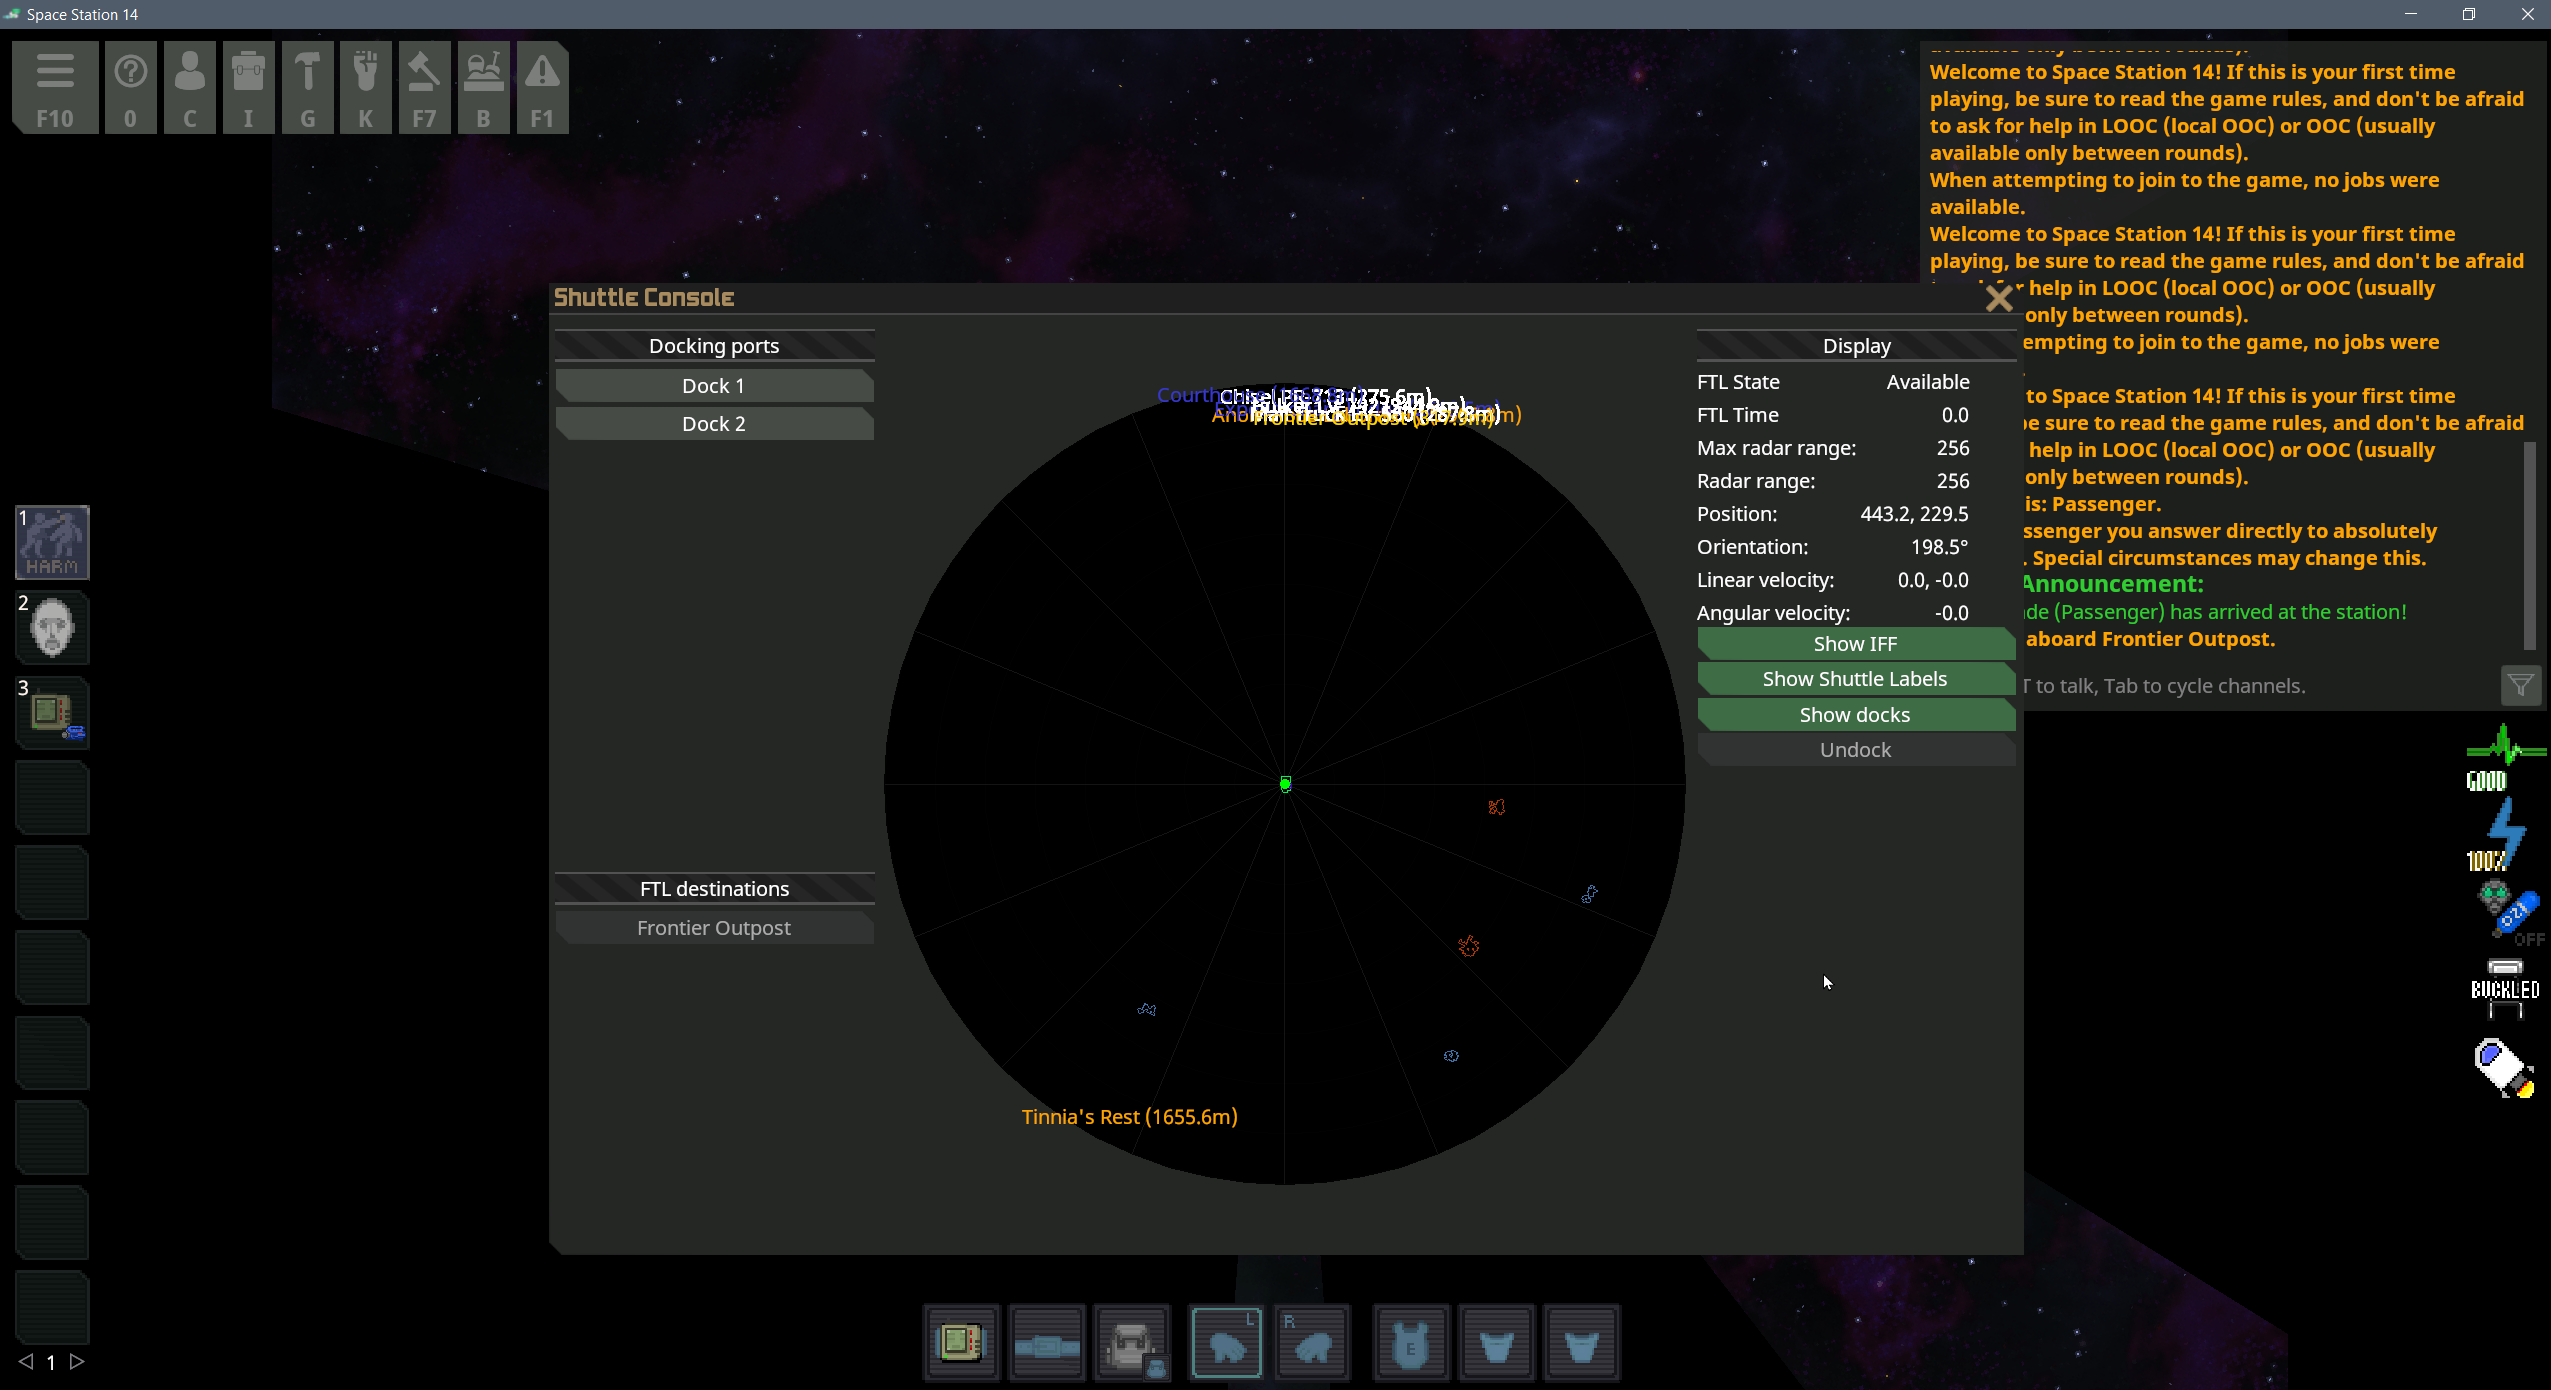 Space Station 14
F10
0
C
I
G
K
F7
B
F1
Welcome to Space Station 14! If this is your first time
playing, be sure to read the game rules, and don't be afraid
to ask for help in LOOC (local OOC) or OOC (usually
available only between rounds).
When attempting to join to the game, no jobs were
available.
Welcome to Space Station 14! If this is your first time
playing, be sure to read the game rules, and don't be afraid
help in LOOC (local OOC) or OOC (usually
only between rounds).
empting to join to the game, no jobs were
to Space Station 14! If this is your first time
be sure to read the game rules, and don't be afraid
help in LOOC (local OOC) or OOC (usually
only between rounds).
is: Passenger.
ssenger you answer directly to absolutely
. Special circumstances may change this.
Announcement:
de (Passenger) has arrived at the station!
aboard Frontier Outpost.
T to talk, Tab to cycle channels.
Shuttle Console
Docking ports
Dock 1
Dock 2
FTL destinations
Frontier Outpost
Frontier Outpost
Tinnia's Rest (1655.6m)
Display
FTL State Available
FTL Time 0.0
Max radar range: 256
Radar range: 256
Position: 443.2, 229.5
Orientation: 198.5°
Linear velocity: 0.0, -0.0
Angular velocity: -0.0
Show IFF
Show Shuttle Labels
Show docks
Undock
1
HARM
2
3
1
GOOD
100%
OFF
BUCKLED
L
R
E